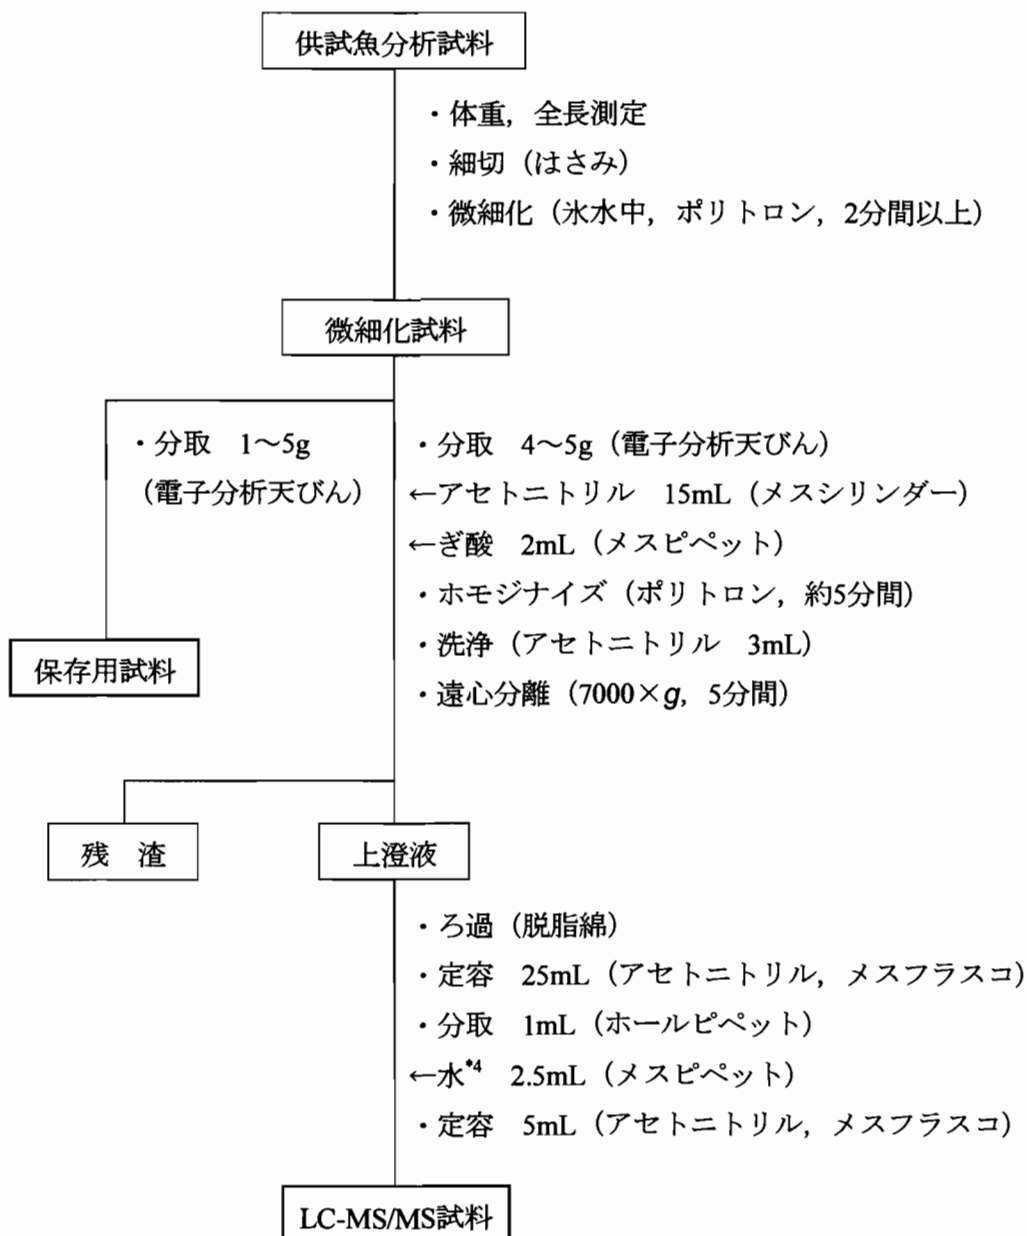 供試魚分析試料
・体重，全長測定
・細切（はさみ）
・微細化（氷水中，ポリトロン，2分間以上）
微細化試料
・分取　1～5g
（電子分析天びん）
・分取　4～5g（電子分析天びん）
←アセトニトリル　15mL（メスシリンダー）
←ぎ酸　2mL（メスピペット）
・ホモジナイズ（ポリトロン，約5分間）
・洗浄（アセトニトリル　3mL）
・遠心分離（7000×g，5分間）
保存用試料
残　渣
上澄液
・ろ過（脱脂綿）
・定容　25mL（アセトニトリル，メスフラスコ）
・分取　1mL（ホールピペット）
←水*4　2.5mL（メスピペット）
・定容　5mL（アセトニトリル，メスフラスコ）
LC-MS/MS試料